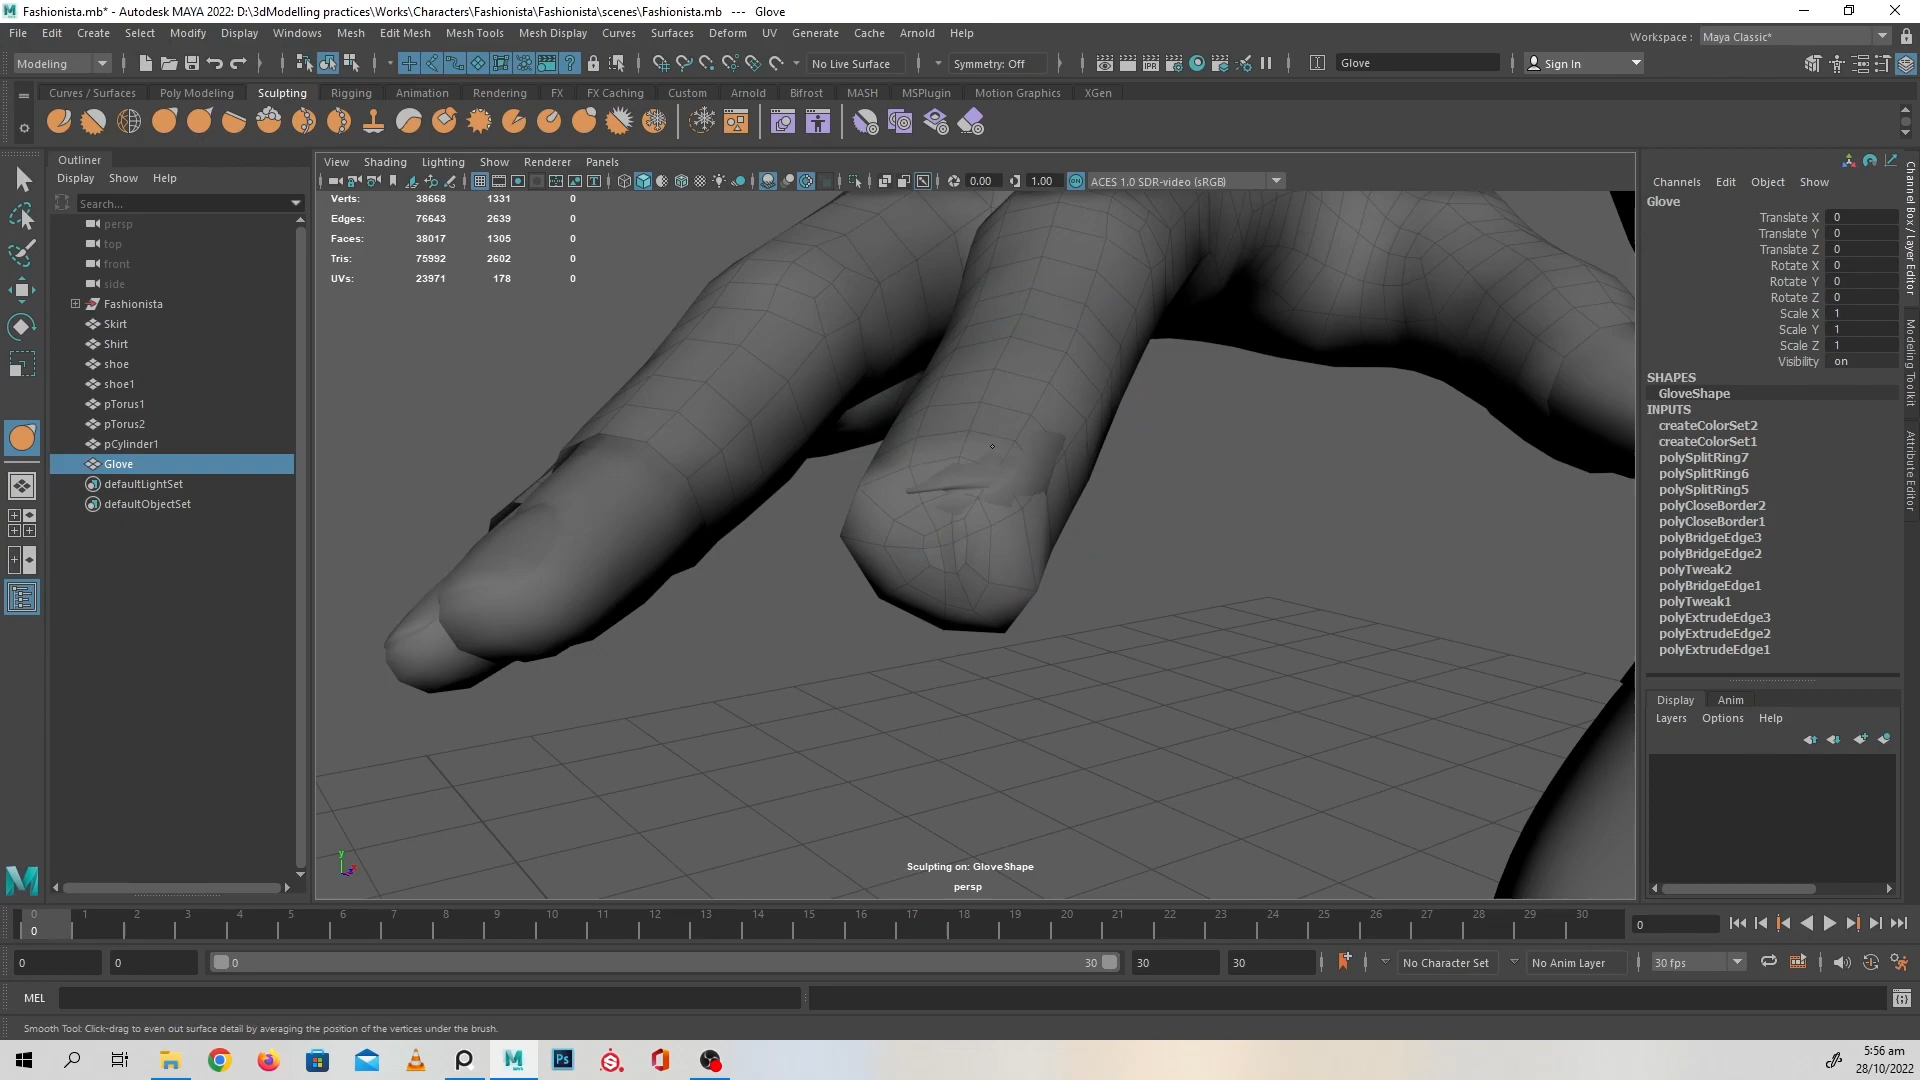 Fashionista.mb* - Autodesk MAYA 2022: D:\3dModelling practices\Works\Characters\Fashionista\Fashionista\scenes\Fashionista.mb --- Glove
File Edit Create Select Modify Display Windows Mesh Edit Mesh Mesh Tools Mesh Display Curves Surfaces Deform UV Generate Cache Arnold Help
Workspace : Maya Classic*
Modeling
No Live Surface
Symmetry: Off
Glove
Sign In
Curves / Surfaces Poly Modeling Sculpting Rigging Animation Rendering FX FX Caching Custom Arnold Bifrost MASH MSPlugin Motion Graphics XGen
Outliner
Display Show Help
Search...
persp
top
front
side
Fashionista
Skirt
Shirt
shoe
shoe1
pTorus1
pTorus2
pCylinder1
Glove
defaultLightSet
defaultObjectSet
View Shading Lighting Show Renderer Panels
0.00 1.00 ON ACES 1.0 SDR-video (sRGB)
Verts: 38668 1331 0
Edges: 76643 2639 0
Faces: 38017 1305 0
Tris: 75992 2602 0
UVs: 23971 178 0
y
Sculpting on: GloveShape
persp
Channels Edit Object Show
Glove
Translate X 0
Translate Y 0
Translate Z 0
Rotate X 0
Rotate Y 0
Rotate Z 0
Scale X 1
Scale Y 1
Scale Z 1
Visibility on
SHAPES
GloveShape
INPUTS
createColorSet2
createColorSet1
polySplitRing7
polySplitRing6
polySplitRing5
polyCloseBorder2
polyCloseBorder1
polyBridgeEdge3
polyBridgeEdge2
polyTweak2
polyBridgeEdge1
polyTweak1
polyExtrudeEdge3
polyExtrudeEdge2
polyExtrudeEdge1
Display Anim
Layers Options Help
Channel Box / Layer Editor
Modeling Toolkit
Attribute Editor
0 1 2 3 4 5 6 7 8 9 10 11 12 13 14 15 16 17 18 19 20 21 22 23 24 25 26 27 28 29 30
0
0
0 0 0 30 30 30
No Character Set
No Anim Layer
30 fps
MEL
Smooth Tool: Click-drag to even out surface detail by averaging the position of the vertices under the brush.
5:56 am
28/10/2022